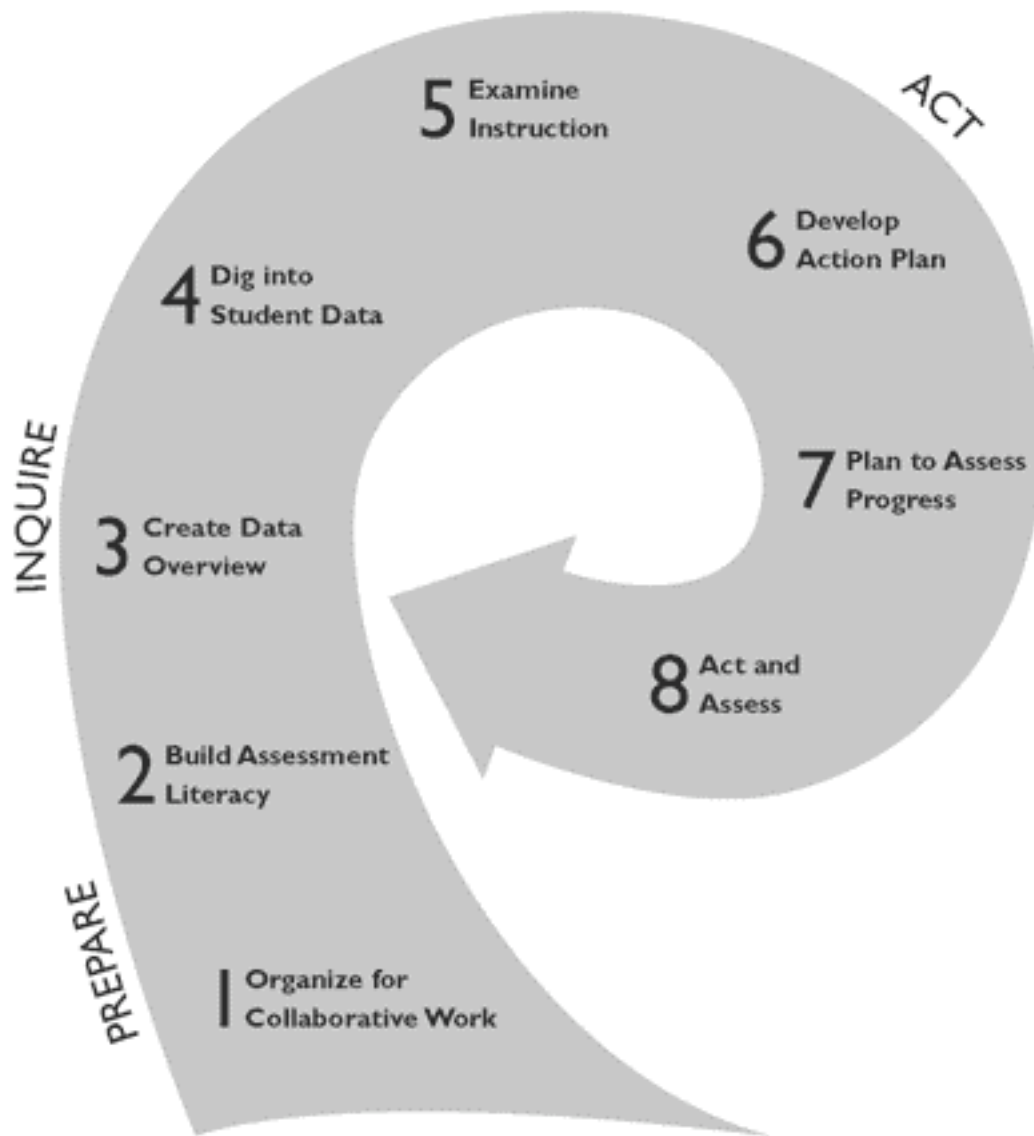 ACT
5 Examine
Instruction
6 Develop
Action Plan
4 Dig into
Student Data
INQUIRE
7 Plan to Assess
Progress
3 Create Data
Overview
8 Act and
Assess
2 Build Assessment
Literacy
PREPARE
1 Organize for
Collaborative Work